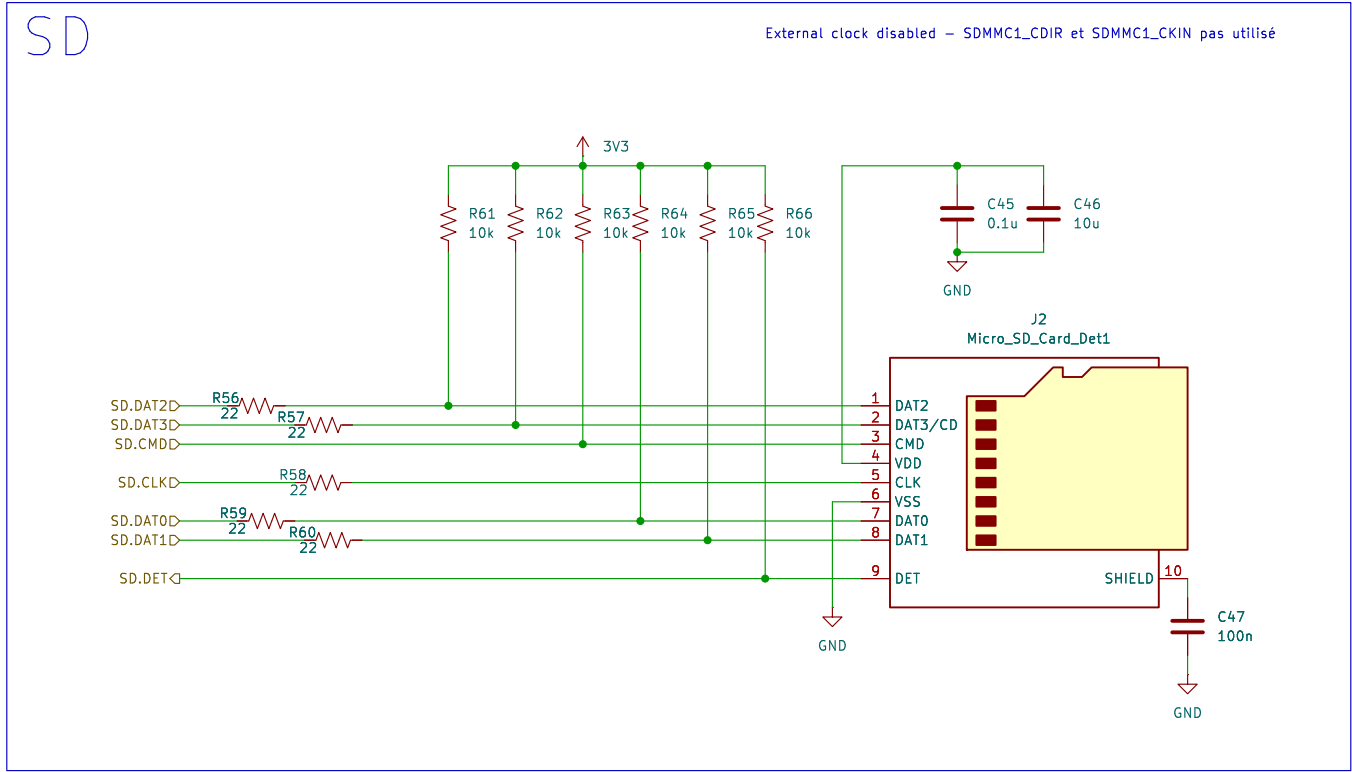 SD
External clock disabled – SDMMC1_CDIR et SDMMC1_CKIN pas utilisé
3V3
R61
10k
R62
10k
R63
10k
R64
10k
R65
10k
R66
10k
C45
0.1u
C46
10u
GND
J2
Micro_SD_Card_Det1
SD.DAT2
R56
22
1
DAT2
SD.DAT3
R57
22
2
DAT3/CD
SD.CMD
3
CMD
4
VDD
SD.CLK
R58
22
5
CLK
6
VSS
SD.DAT0
R59
22
7
DAT0
SD.DAT1
R60
22
8
DAT1
SD.DET
9
DET
SHIELD
10
C47
100n
GND
GND